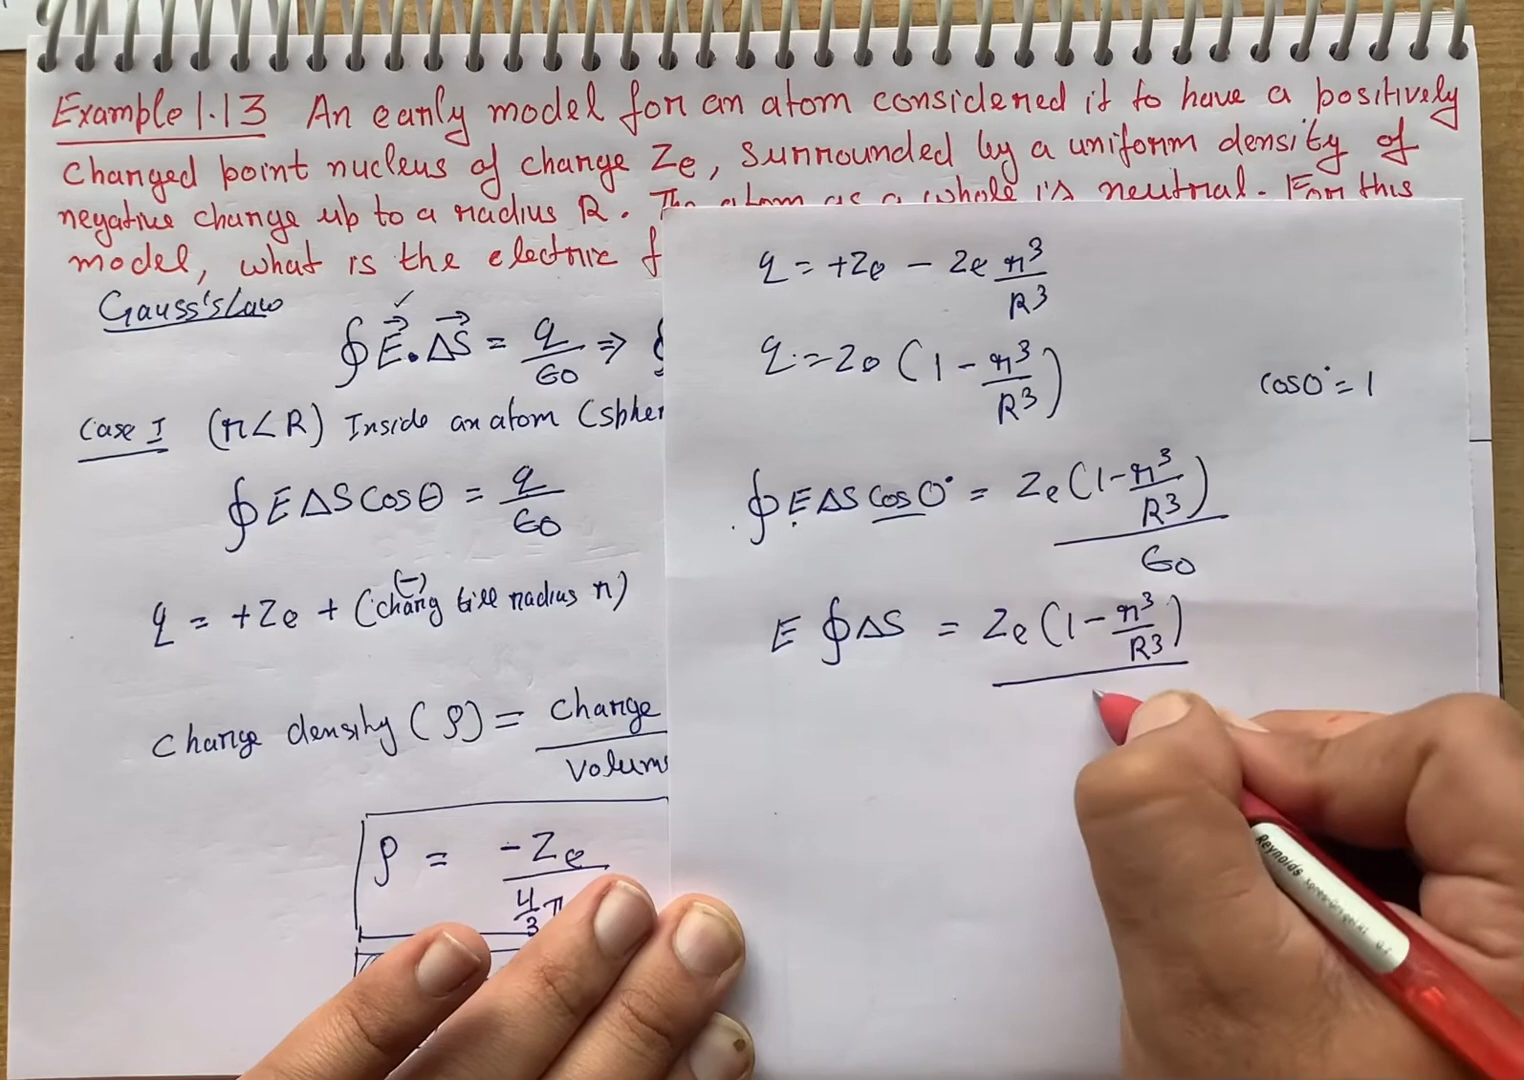 Example 1.13 An early model for an atom considered it to have a positively
charged point nucleus of charge Ze, surrounded by a uniform density of
negative charge up to a radius R. The atom as a whole is neutral. For this
model, what is the electric f
Gauss's Law
∮ E⃗ . ΔS⃗ = q/ϵ0 ⇒ ∮
Case I (r<R) Inside an atom (spher
∮ E ΔS Cosθ = q/ϵ0
q = +Ze + (charg till radius r)
(-)
Charge density (ρ) = charge/volum
ρ = -Ze/
4/3 π
q = +Ze - Ze r³/R³
q = Ze (1 - r³/R³)
cos0° = 1
∮ E ΔS Cos0° = Ze (1 - r³/R³)/ϵ0
E ∮ ΔS = Ze (1 - r³/R³)
Reynolds